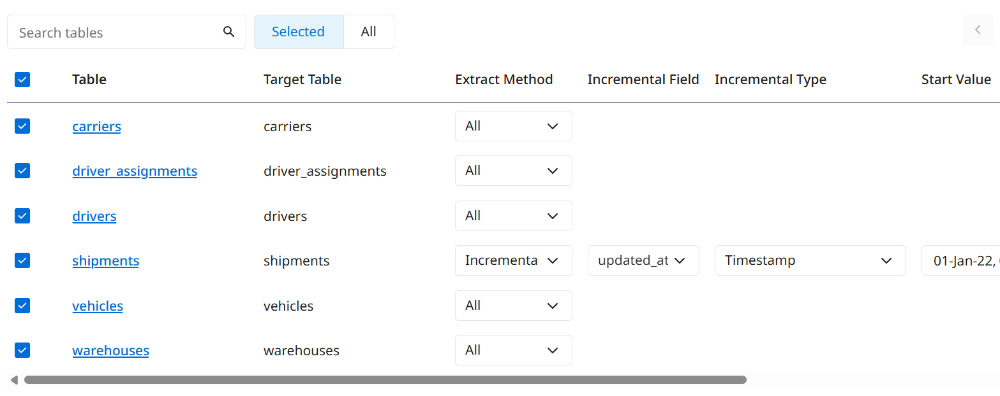 Search tables Selected All
Table Target Table Extract Method Incremental Field Incremental Type Start Value
carriers carriers All
driver_assignments driver_assignments All
drivers drivers All
shipments shipments Incremental updated_at Timestamp 01-Jan-22,
vehicles vehicles All
warehouses warehouses All